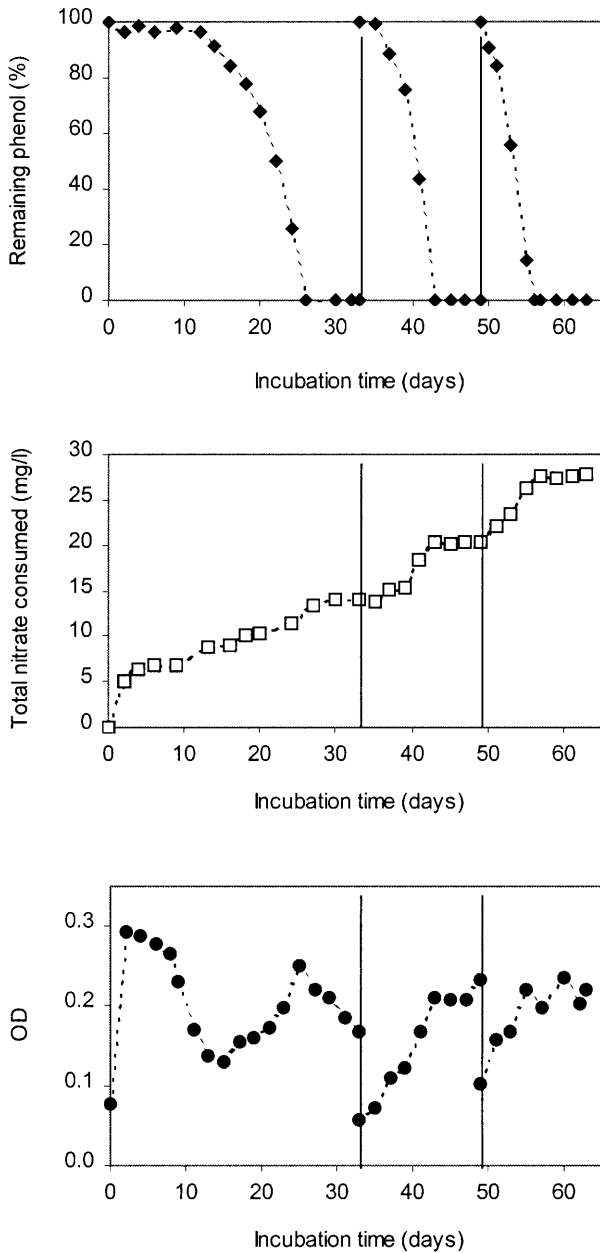 Remaining phenol (%)
100
80
60
40
20
0
0 10 20 30 40 50 60
Incubation time (days)
Total nitrate consumed (mg/l)
30
25
20
15
10
5
0
0 10 20 30 40 50 60
Incubation time (days)
OD
0.3
0.2
0.1
0.0
0 10 20 30 40 50 60
Incubation time (days)